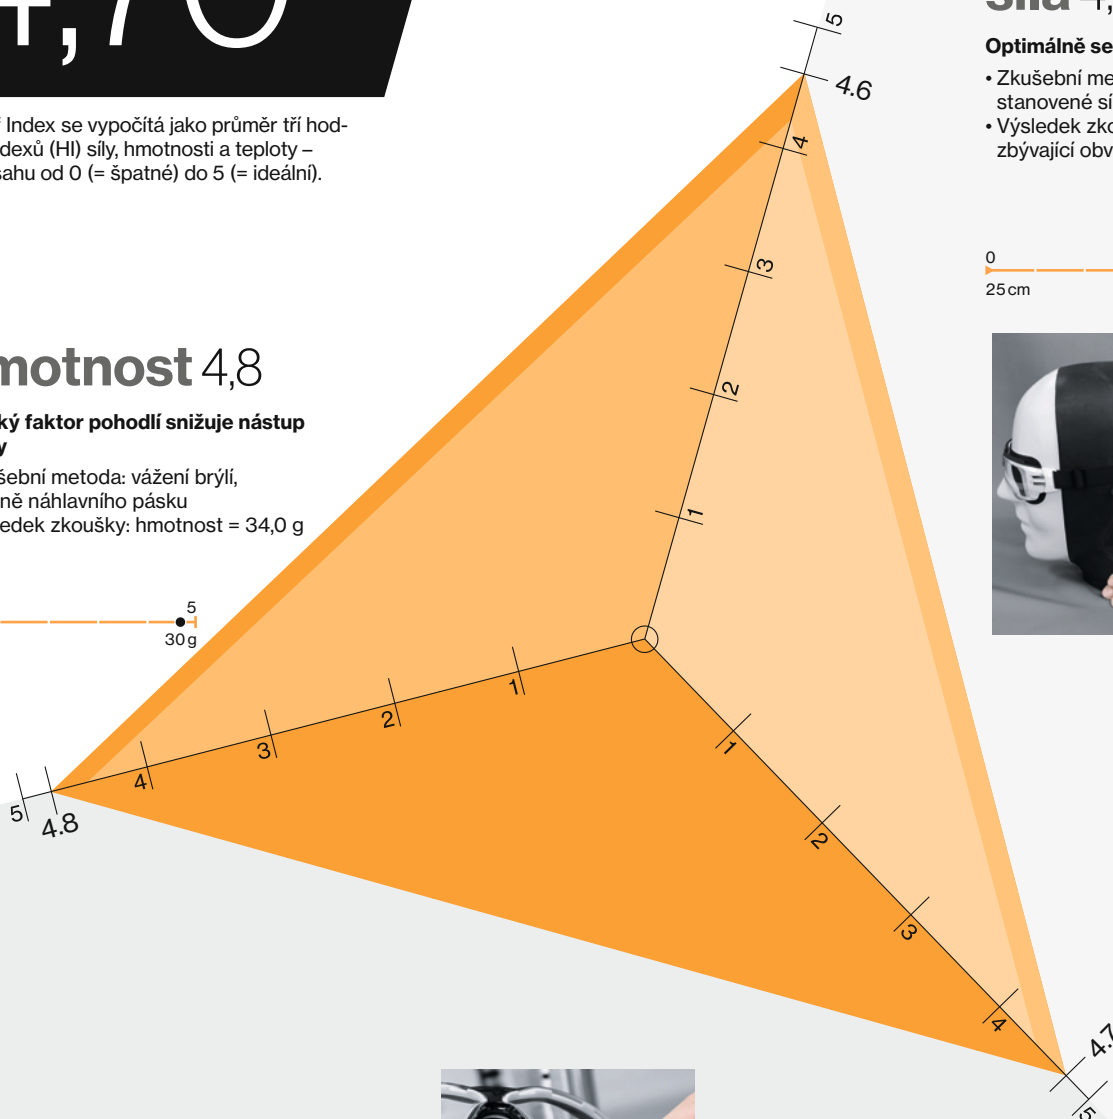 4,70
Index se vypočítá jako průměr tří hod-
dexů (HI) síly, hmotnosti a teploty –
sahu od 0 (= špatné) do 5 (= ideální).
motnost 4,8
ký faktor pohodlí snižuje nástup
y
šební metoda: vážení brýlí,
ně náhlavního pásku
edek zkoušky: hmotnost = 34,0 g
5
30 g
5
4.6
4
3
2
1
1
2
3
4
4.8
5
1
2
3
4
4.7
5
síla 4,
Optimálně se
• Zkušební me
stanovené sí
• Výsledek zko
zbývající obv
0
25 cm